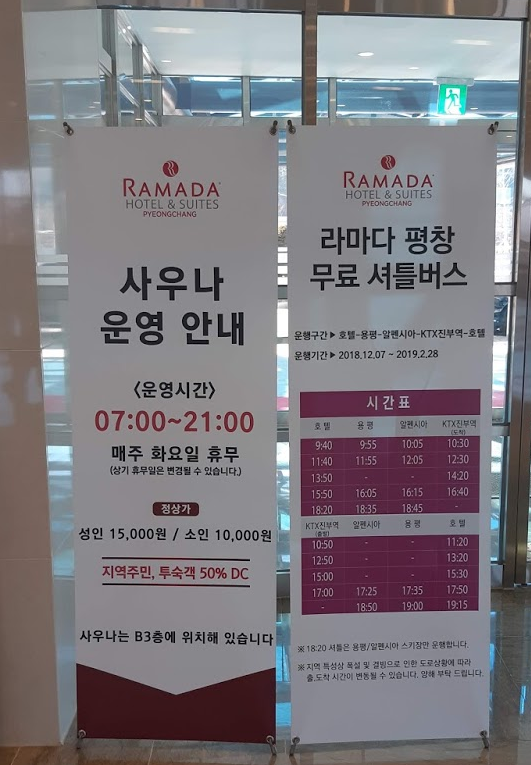 RAMADA
HOTEL & SUITES
PYEONGCHANG
사우나
운영 안내
〈운영시간〉
07:00~21:00
매주 화요일 휴무
(상기 휴무일은 변경될 수 있습니다.)
정상가
성인 15,000원 / 소인 10,000원
지역주민, 투숙객 50% DC
사우나는 B3층에 위치해 있습니다
RAMADA
HOTEL & SUITES
PYEONGCHANG
라마다 평창
무료 셔틀버스
운행구간 ▶ 호텔-용평-알펜시아-KTX진부역-호텔
운행기간 ▶ 2018.12.07 ~ 2019.2.28
시간표
호텔 용평 알펜시아 KTX진부역
(도착)
9:40 9:55 10:05 10:30
11:40 11:55 12:05 12:30
13:50 - - 14:20
15:50 16:05 16:15 16:40
18:20 18:35 18:45 -
KTX진부역 알펜시아 용평 호텔
(출발)
10:50 - - 11:20
12:50 - - 13:20
15:00 - - 15:30
17:00 17:25 17:35 17:50
- 18:50 19:00 19:15
※ 18:20 셔틀은 용평/알펜시아 스키장만 운행합니다.
※ 지역 특성상 폭설 및 결빙으로 인한 도로상황에 따라
출,도착 시간이 변동될 수 있습니다. 양해 부탁 드립니다.